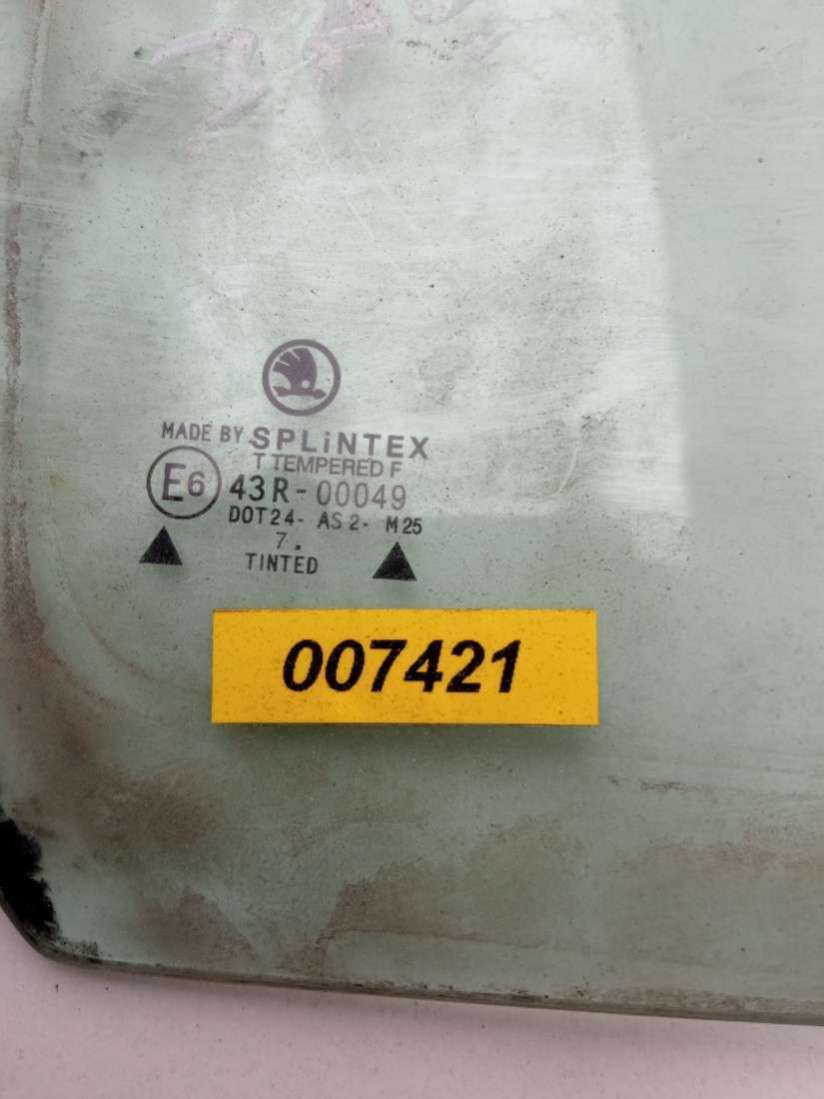 MADE BY SPLiNTEX
T TEMPERED F
E6 43R-00049
DOT24- AS2- M25
7.
TINTED
007421